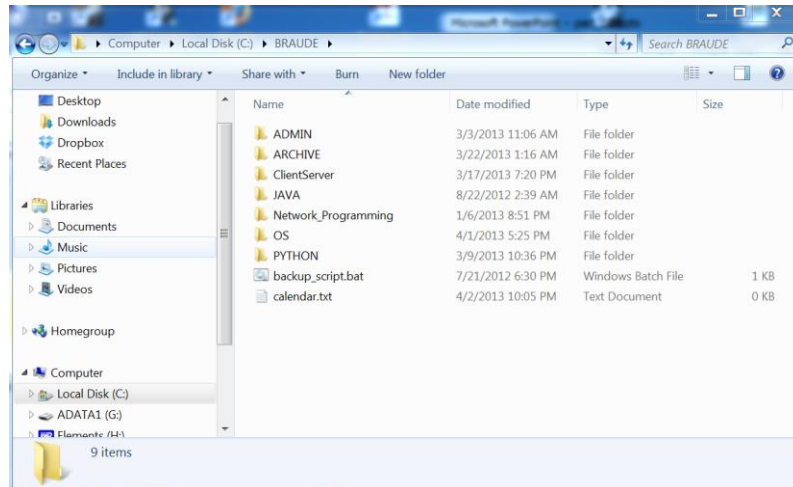 Computer ▸ Local Disk (C:) ▸ BRAUDE ▸ Search BRAUDE
Organize Include in library Share with Burn New folder
Desktop
Downloads
Dropbox
Recent Places
Libraries
Documents
Music
Pictures
Videos
Homegroup
Computer
Local Disk (C:)
ADATA1 (G:)
Elements (H:)
Name Date modified Type Size
ADMIN 3/3/2013 11:06 AM File folder
ARCHIVE 3/22/2013 1:16 AM File folder
ClientServer 3/17/2013 7:20 PM File folder
JAVA 8/22/2012 2:39 AM File folder
Network_Programming 1/6/2013 8:51 PM File folder
OS 4/1/2013 5:25 PM File folder
PYTHON 3/9/2013 10:36 PM File folder
backup_script.bat 7/21/2012 6:30 PM Windows Batch File 1 KB
calendar.txt 4/2/2013 10:05 PM Text Document 0 KB
9 items